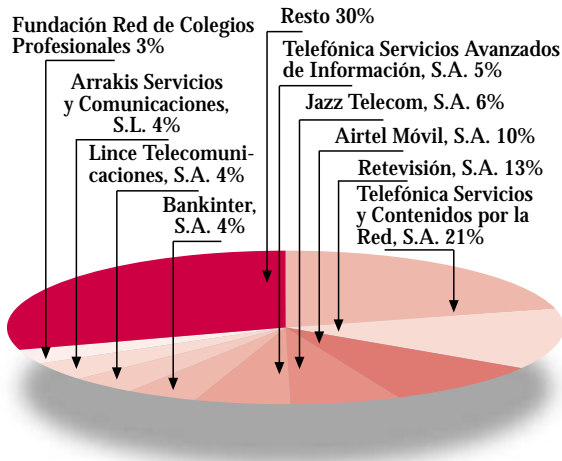 Fundación Red de Colegios
Profesionales 3%
Arrakis Servicios
y Comunicaciones,
S.L. 4%
Lince Telecomuni-
caciones, S.A. 4%
Bankinter,
S.A. 4%
Resto 30%
Telefónica Servicios Avanzados
de Información, S.A. 5%
Jazz Telecom, S.A. 6%
Airtel Móvil, S.A. 10%
Retevisión, S.A. 13%
Telefónica Servicios
y Contenidos por la
Red, S.A. 21%